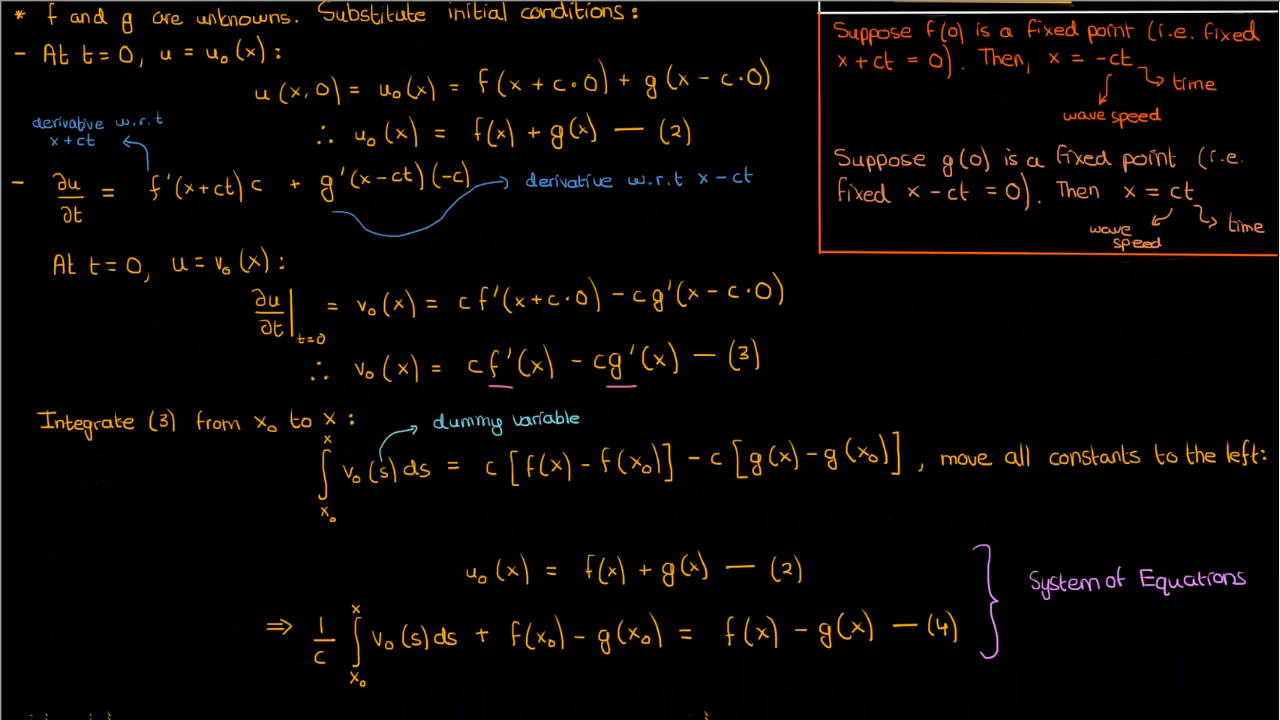 * f and g are unknowns. Substitute initial conditions:
- At t = 0, u = u₀(x):
u(x, 0) = u₀(x) = f(x + c·0) + g(x - c·0)
∴ u₀(x) = f(x) + g(x) — (2)
derivative w.r.t
x+ct
- ∂u/∂t = f'(x+ct) c + g'(x-ct)(-c)
derivative w.r.t x-ct
At t = 0, u = v₀(x):
∂u/∂t |t=0 = v₀(x) = c f'(x + c·0) - c g'(x - c·0)
∴ v₀(x) = c f'(x) - c g'(x) — (3)
Integrate (3) from x₀ to x:
dummy variable
∫ₓ₀ˣ v₀(s) ds = c [f(x) - f(x₀)] - c [g(x) - g(x₀)], move all constants to the left:
u₀(x) = f(x) + g(x) — (2)
⇒ 1/c ∫ₓ₀ˣ v₀(s) ds + f(x₀) - g(x₀) = f(x) - g(x) — (4)
System of Equations
Suppose f(0) is a fixed point (i.e. fixed
x + ct = 0). Then, x = -ct
time
wave speed
Suppose g(0) is a fixed point (i.e.
fixed x - ct = 0). Then x = ct
wave
speed
time